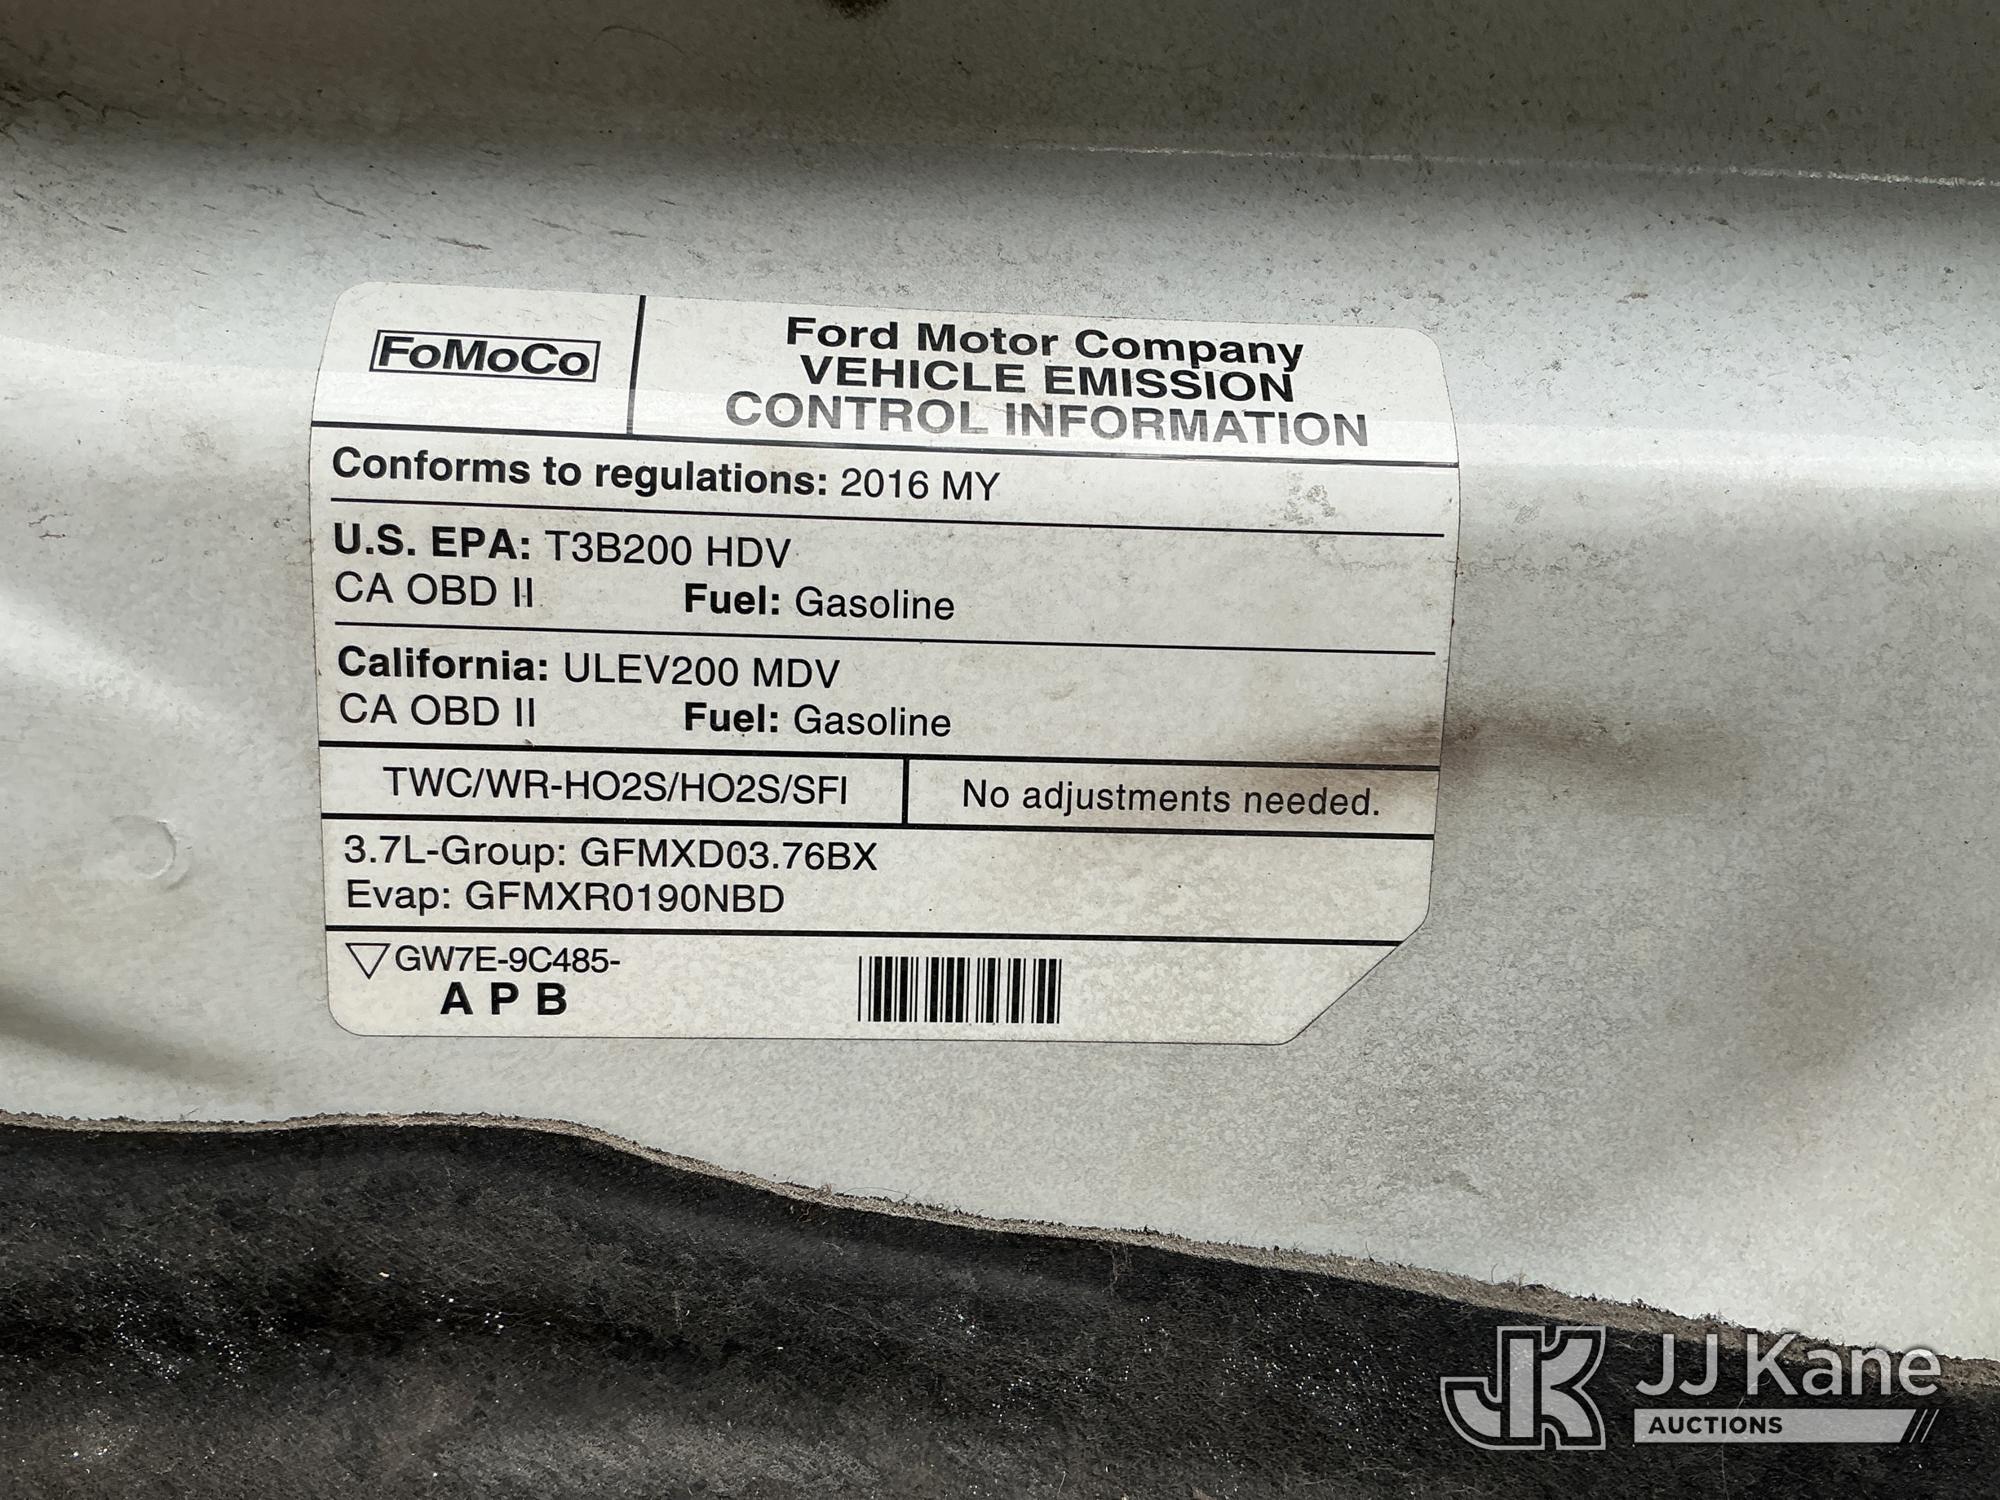 FoMoCo
Ford Motor Company
VEHICLE EMISSION
CONTROL INFORMATION
Conforms to regulations: 2016 MY
U.S. EPA: T3B200 HDV
CA OBD II Fuel: Gasoline
California: ULEV200 MDV
CA OBD II Fuel: Gasoline
TWC/WR-HO2S/HO2S/SFI No adjustments needed.
3.7L-Group: GFMXD03.76BX
Evap: GFMXR0190NBD
GW7E-9C485-
A P B
JK JJ Kane
AUCTIONS